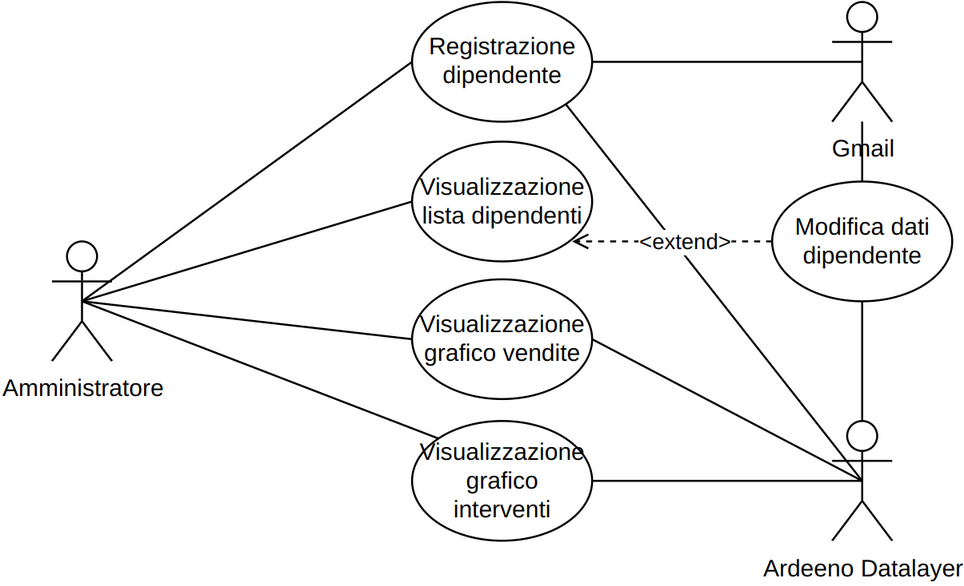 Registrazione
dipendente
Gmail
Visualizzazione
lista dipendenti
<extend>
Modifica dati
dipendente
Visualizzazione
grafico vendite
Amministratore
Visualizzazione
grafico
interventi
Ardeeno Datalayer